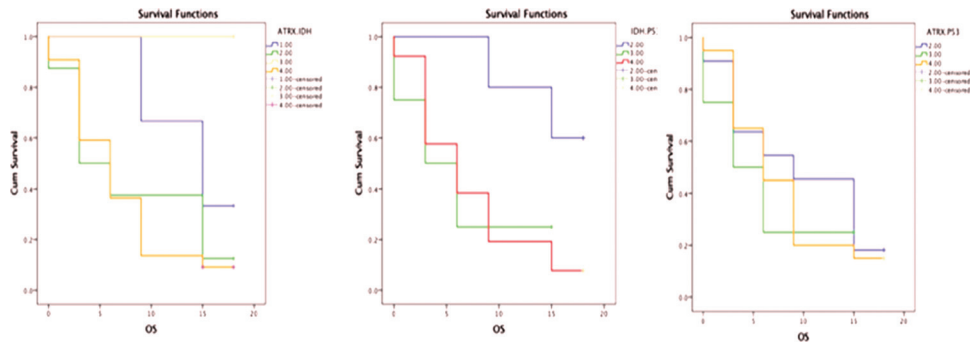 Survival Functions
ATRX.IDH
1.00
2.00
3.00
4.00
1.00-censored
2.00-censored
3.00-censored
4.00-censored
Cum Survival
1.0
0.8
0.6
0.4
0.2
0.0
0 5 10 15 20
OS
Survival Functions
IDH.PS
2.00
3.00
4.00
2.00-cen
3.00-cen
4.00-cen
Cum Survival
1.0
0.8
0.6
0.4
0.2
0.0
0 5 10 15 20
OS
Survival Functions
ATRX.PS3
2.00
3.00
4.00
2.00-censored
3.00-censored
4.00-censored
Cum Survival
1.0
0.8
0.6
0.4
0.2
0.0
0 5 10 15 20
OS